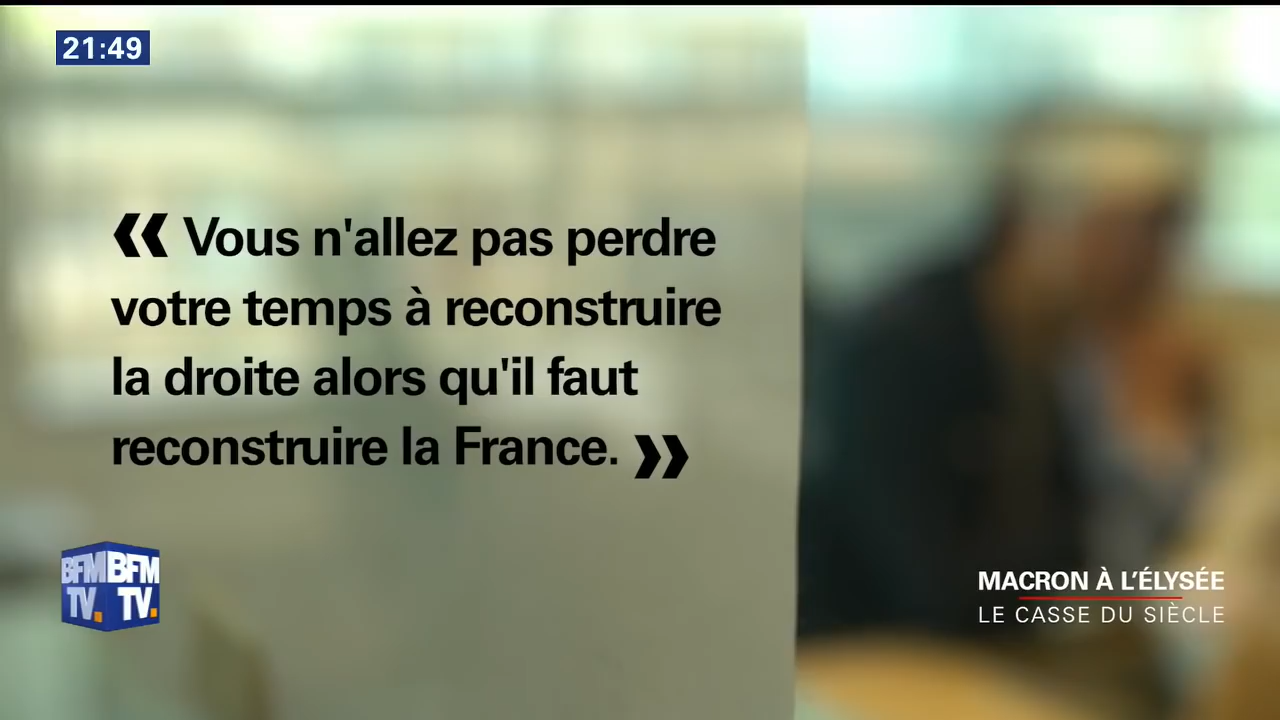 21:49
« Vous n'allez pas perdre
votre temps à reconstruire
la droite alors qu'il faut
reconstruire la France. »
BFM BFM
TV. TV.
MACRON À L'ÉLYSÉE
LE CASSE DU SIÈCLE